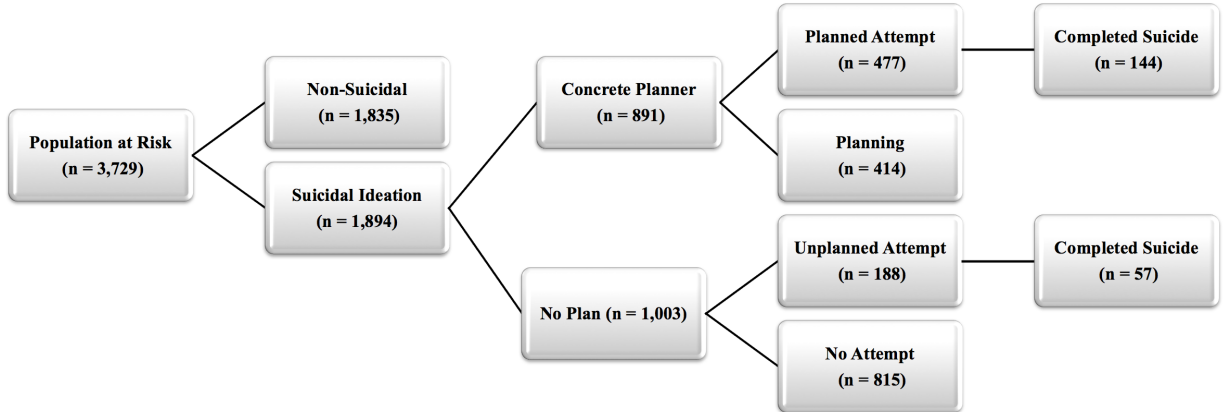 Population at Risk
(n = 3,729)
Non-Suicidal
(n = 1,835)
Suicidal Ideation
(n = 1,894)
Concrete Planner
(n = 891)
No Plan (n = 1,003)
Planned Attempt
(n = 477)
Planning
(n = 414)
Unplanned Attempt
(n = 188)
No Attempt
(n = 815)
Completed Suicide
(n = 144)
Completed Suicide
(n = 57)